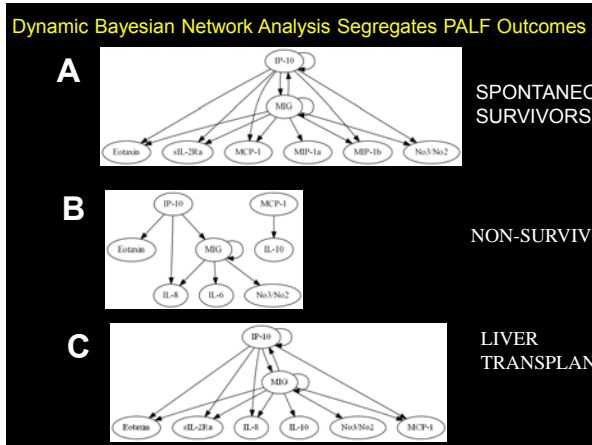 Dynamic Bayesian Network Analysis Segregates PALF Outcomes
A
IP-10
MIG
Eotaxin sIL-2Ra MCP-1 MIP-1a MIP-1b No3/No2
SPONTANEO
SURVIVORS
B
IP-10 MCP-1
Eotaxin MIG IL-10
IL-8 IL-6 No3/No2
NON-SURVIV
C
IP-10
MIG
Eotaxin sIL-2Ra IL-8 IL-10 No3/No2 MCP-1
LIVER
TRANSPLAN